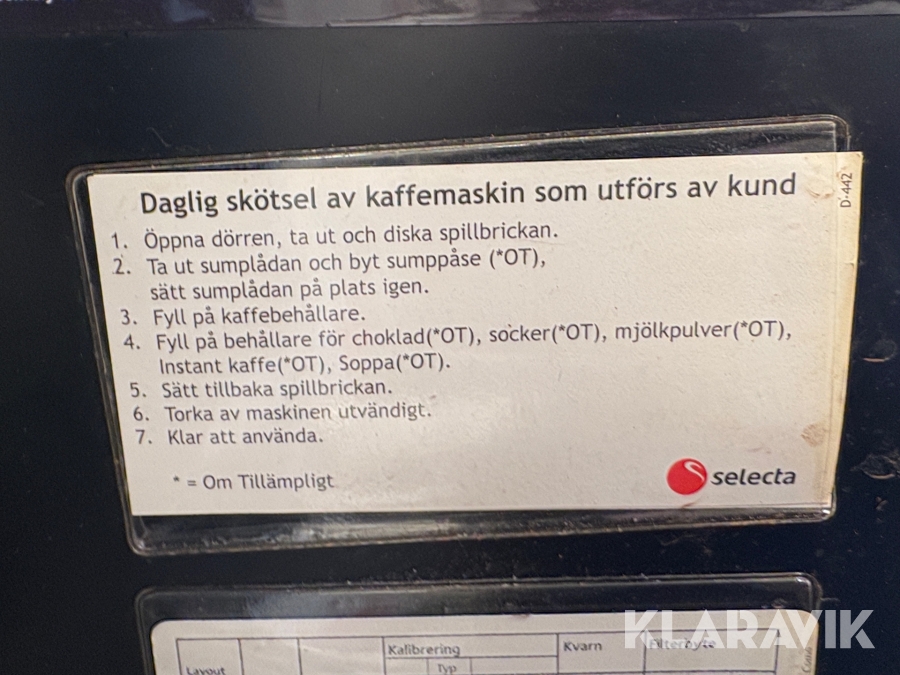 Daglig skötsel av kaffemaskin som utförs av kund
D-442
1. Öppna dörren, ta ut och diska spillbrickan.
2. Ta ut sumplådan och byt sumppåse (*OT),
sätt sumplådan på plats igen.
3. Fyll på kaffebehållare.
4. Fyll på behållare för choklad(*OT), socker(*OT), mjölkpulver(*OT),
Instant kaffe(*OT), Soppa(*OT).
5. Sätt tillbaka spillbrickan.
6. Torka av maskinen utvändigt.
7. Klar att använda.
* = Om Tillämpligt
selecta
KLARAVIK
Kalibrering
Kvarn
Filterbyte
Layout
Typ